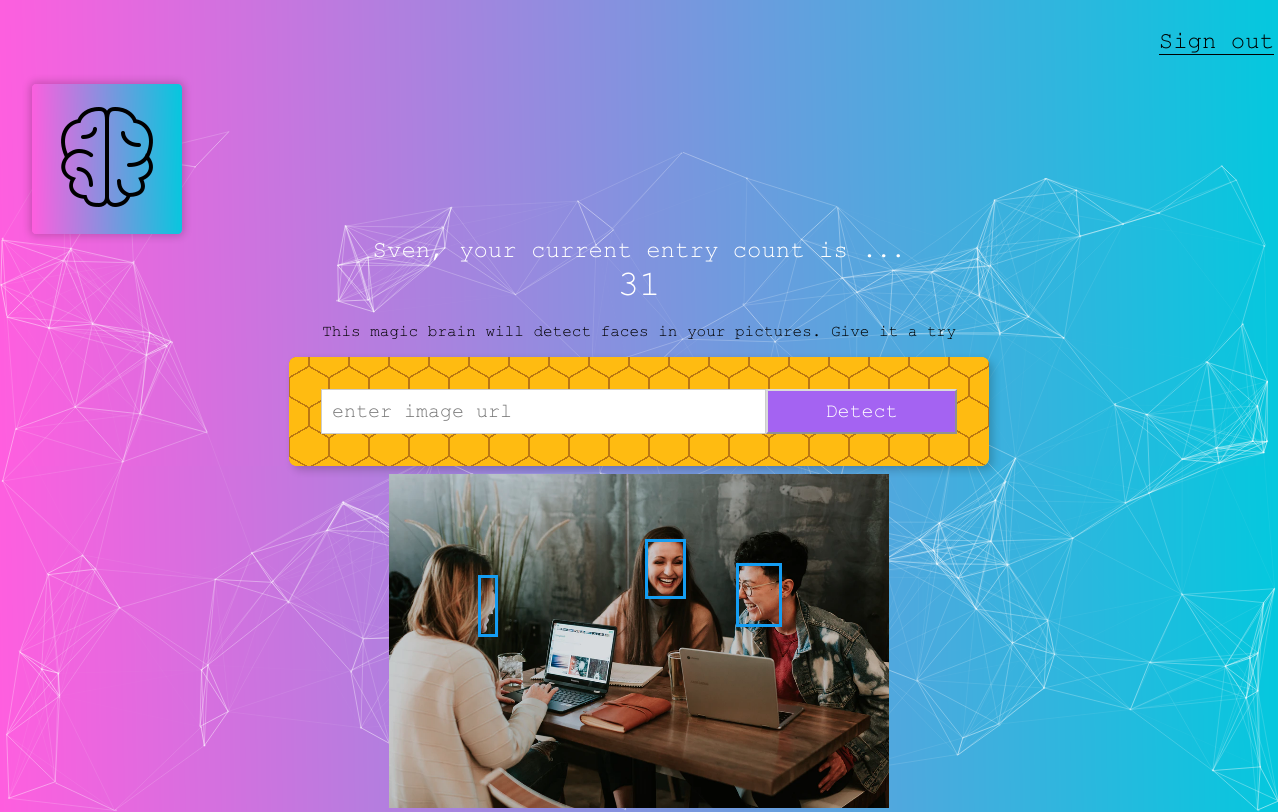 Sign out
Sven, your current entry count is ...
31
This magic brain will detect faces in your pictures. Give it a try
enter image url
Detect